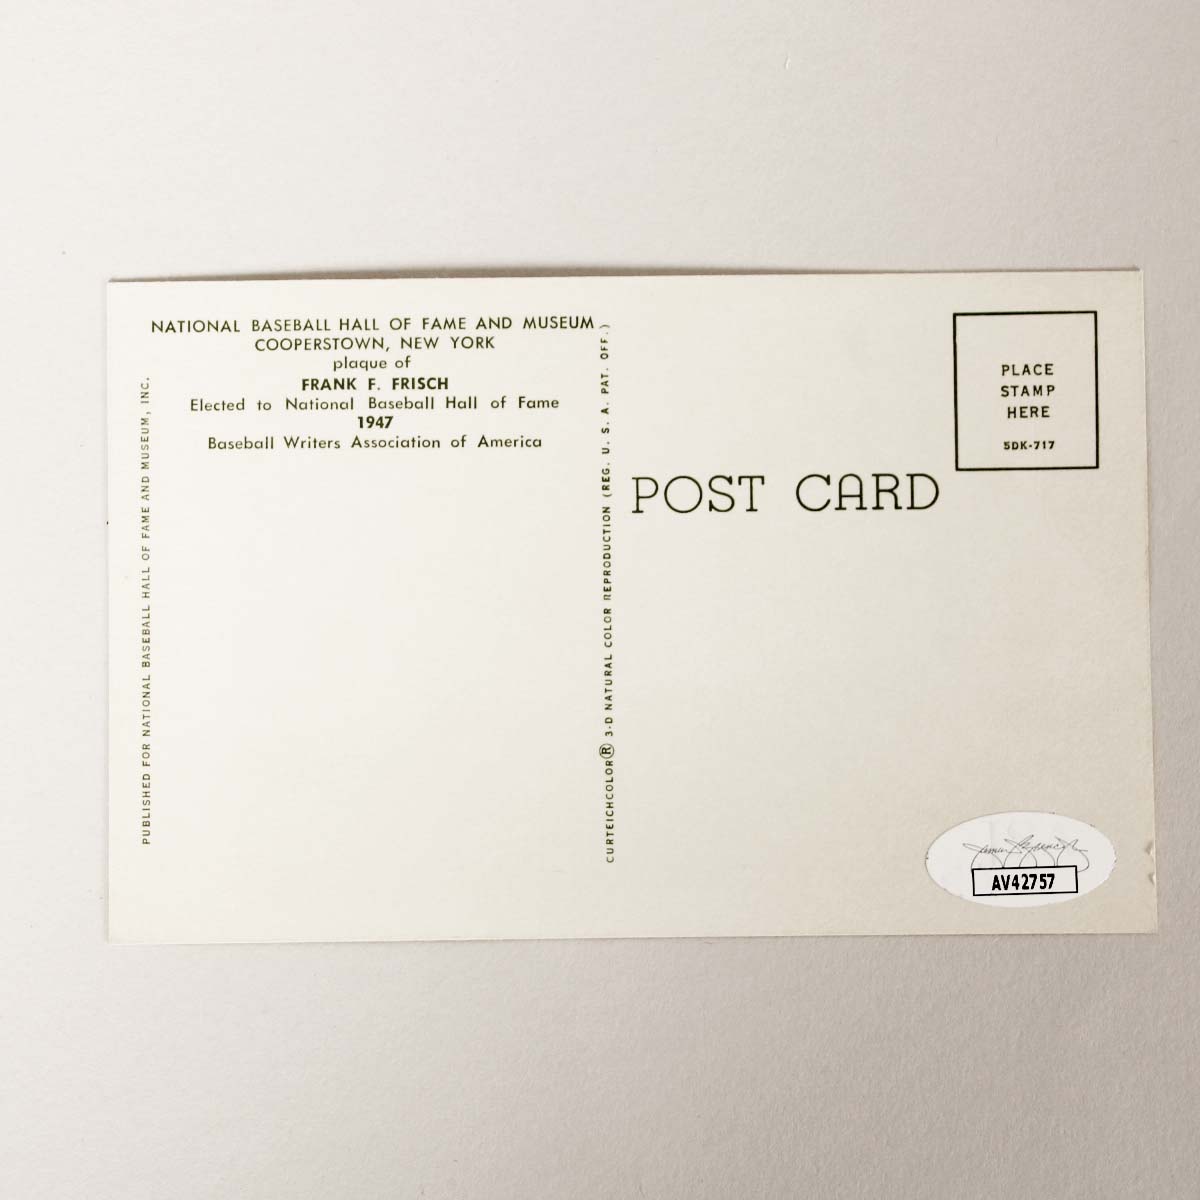 NATIONAL BASEBALL HALL OF FAME AND MUSEUM
COOPERSTOWN, NEW YORK
plaque of
FRANK F. FRISCH
Elected to National Baseball Hall of Fame
1947
Baseball Writers Association of America
PUBLISHED FOR NATIONAL BASEBALL HALL OF FAME AND MUSEUM, INC.
CURTEICHCOLOR® 3-D NATURAL COLOR REPRODUCTION (REG. U. S. A. PAT. OFF.)
POST CARD
PLACE
STAMP
HERE
5DK-717
AV42757